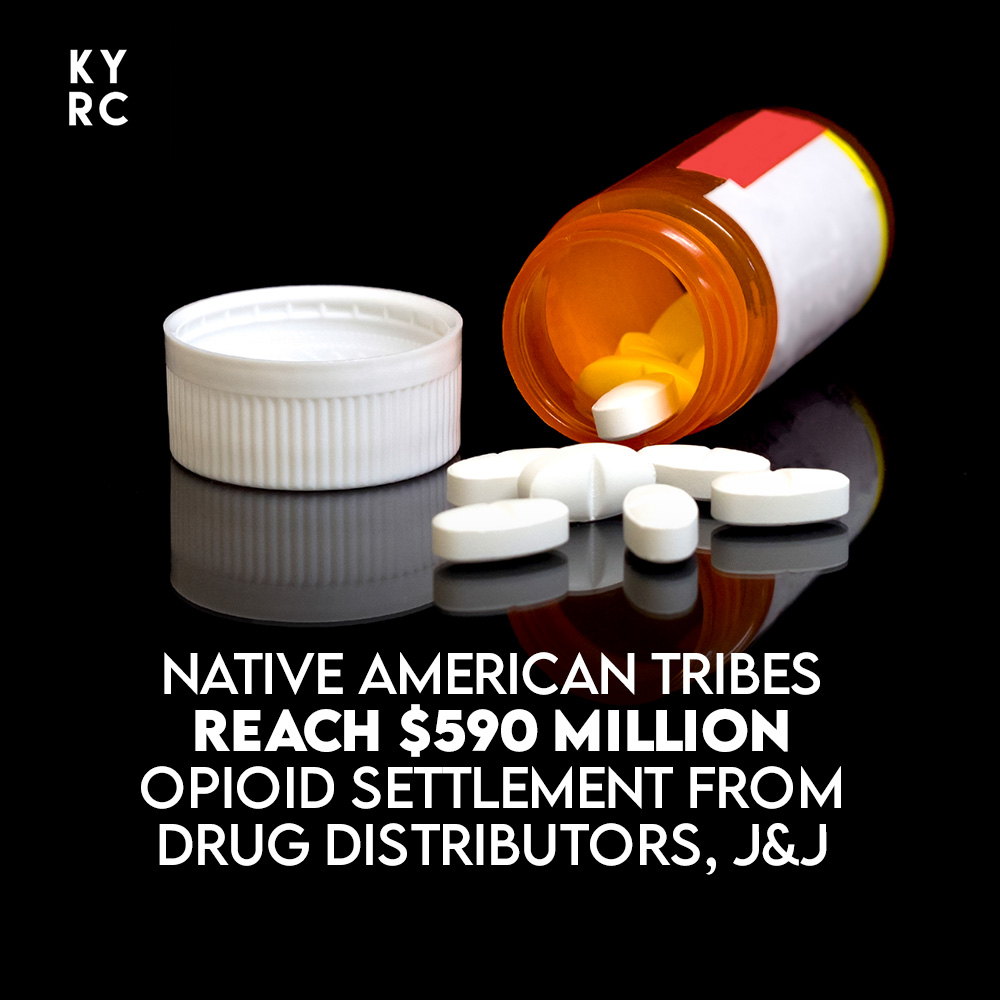 KY
RC
NATIVE AMERICAN TRIBES
REACH $590 MILLION
OPIOID SETTLEMENT FROM
DRUG DISTRIBUTORS, J&J